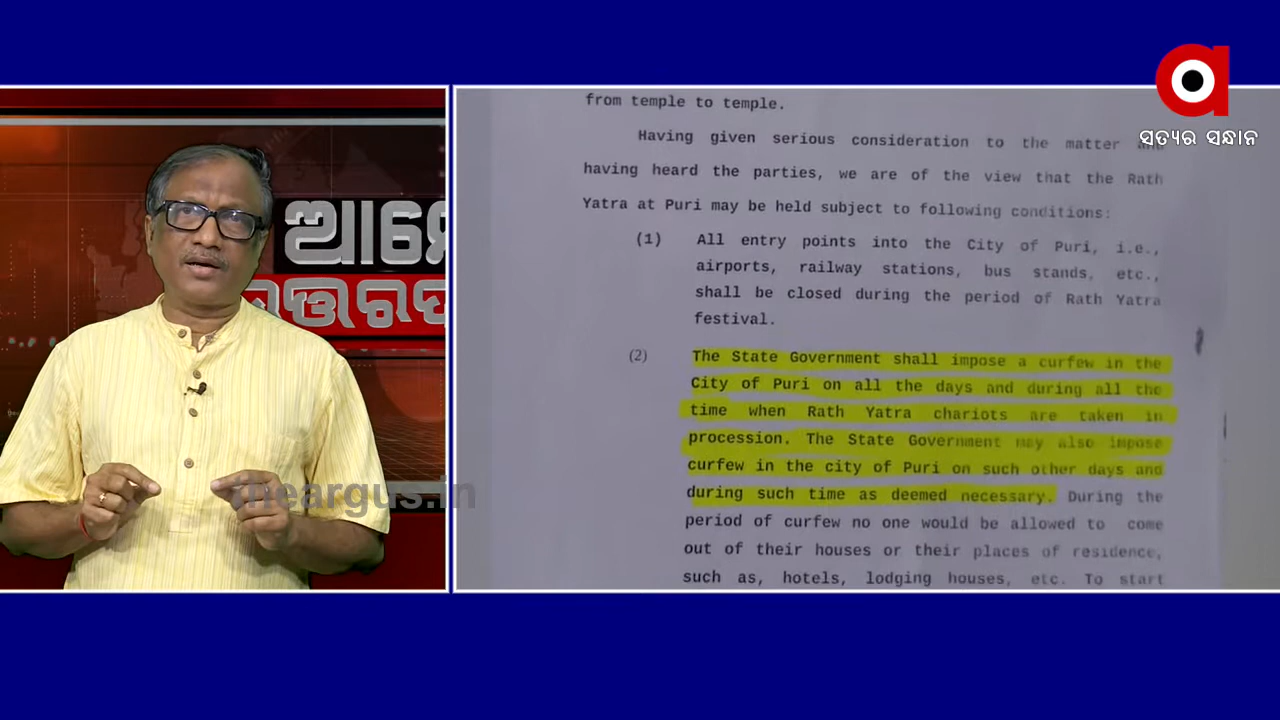 ସତ୍ୟର ସନ୍ଧାନ
theargus.in
from temple to temple.
Having given serious consideration to the matter and
having heard the parties, we are of the view that the Rath
Yatra at Puri may be held subject to following conditions:
(1) All entry points into the City of Puri, i.e.,
airports, railway stations, bus stands, etc.,
shall be closed during the period of Rath Yatra
festival.
(2) The State Government shall impose a curfew in the
City of Puri on all the days and during all the
time when Rath Yatra chariots are taken in
procession. The State Government may also impose
curfew in the city of Puri on such other days and
during such time as deemed necessary. During the
period of curfew no one would be allowed to come
out of their houses or their places of residence,
such as, hotels, lodging houses, etc. To start